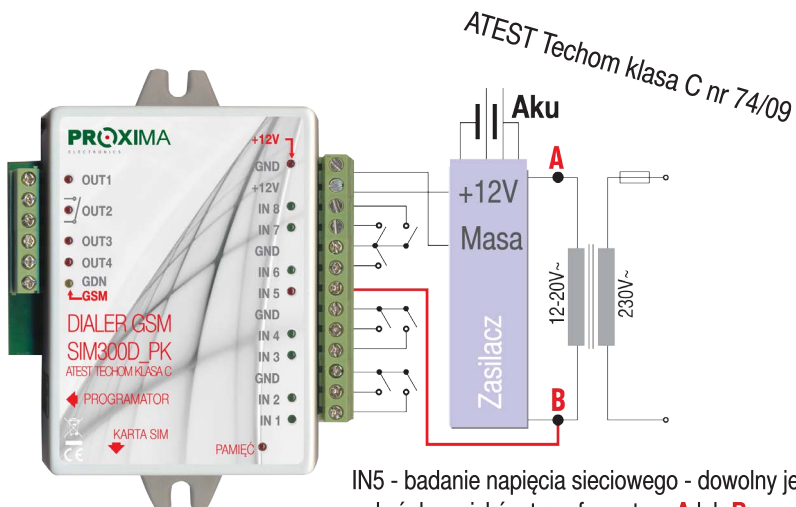 ATEST Techom klasa C nr 74/09
PROXIMA
ELECTRONICS
+12V
GND
+12V
IN 8
IN 7
GND
IN 6
IN 5
GND
IN 4
IN 3
GND
IN 2
IN 1
OUT1
OUT2
OUT3
OUT4
GDN
GSM
DIALER GSM
SIM300D_PK
ATEST TECHOM KLASA C
PROGRAMATOR
KARTA SIM
PAMIĘĆ
CE
Aku
+12V
Masa
Zasilacz
A
B
12-20V~
230V~
IN5 - badanie napięcia sieciowego - dowolny je